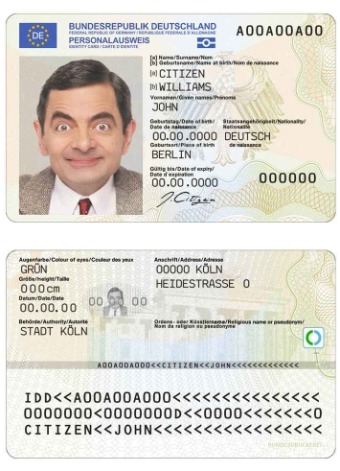 DE
BUNDESREPUBLIK DEUTSCHLAND
FEDERAL REPUBLIC OF GERMANY / REPUBLIQUE FEDERALE D'ALLEMAGNE
PERSONALAUSWEIS
IDENTITY CARD / CARTE D'IDENTITE
A00A00A00
[a] Name/Surname/Nom
[b] Geburtsname/Name at birth/Nom de naissance
[a] CITIZEN
[b] WILLIAMS
Vornamen/Given names/Prénoms
JOHN
Geburtstag/Date of birth/
Date de naissance
00.00.0000
Staatsangehörigkeit/Nationality/
Nationalité
DEUTSCH
Geburtsort/Place of birth
de naissance
BERLIN
Gültig bis/Date of expiry/
Date d'expiration
00.00.0000
000000
J.Citizen
Augenfarbe/Colour of eyes/Couleur des yeux
GRÜN
Größe/Height/Taille
000cm
Datum/Date/Date
00.00.00
Behörde/Authority/Autorité
STADT KÖLN
Anschrift/Address/Adresse
00000 KÖLN
HEIDESTRASSE 0
Ordens- oder Künstlername/Religious name or pseudonym/
Nom de religion ou pseudonyme
A00A00A000<<CITIZEN<<JOHN<<<<<<<<<<<<
IDD<<A00A00A000<<<<<<<<<<<<<<<
0000000<0000000D<<0000<<<<<<<0
CITIZEN<<JOHN<<<<<<<<<<<<<<<<<